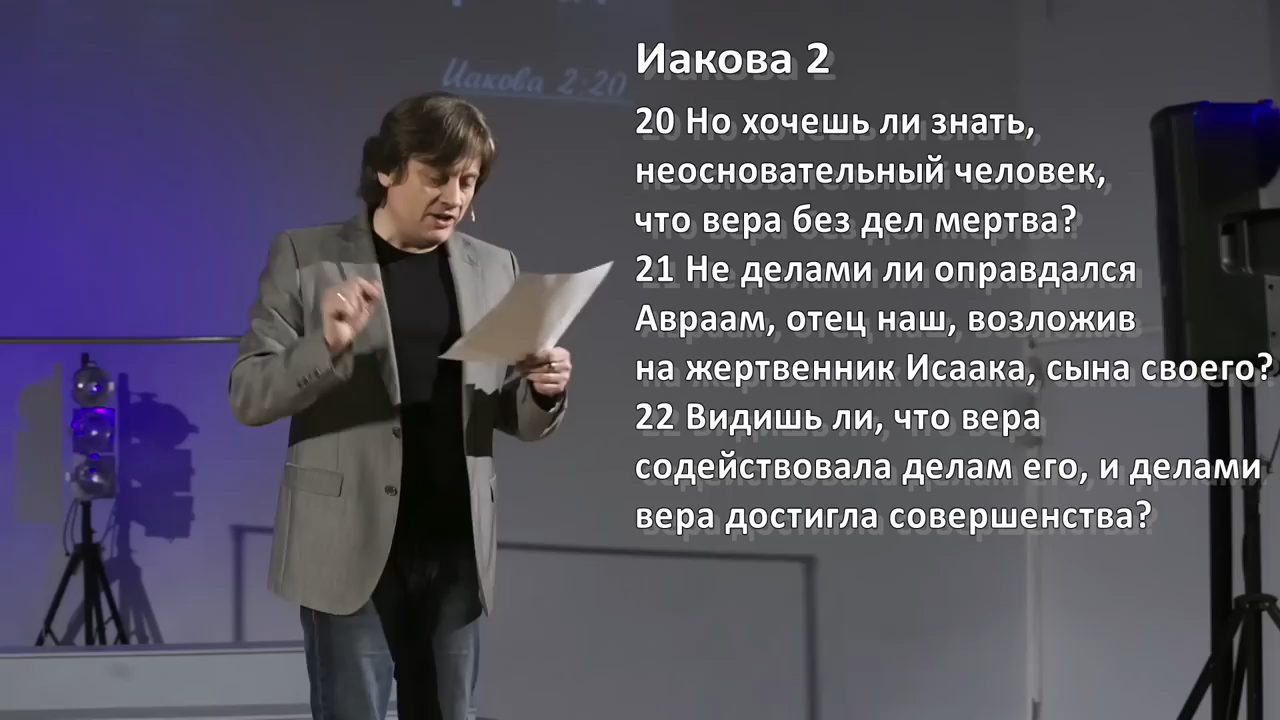 Иакова 2:20
Иакова 2
20 Но хочешь ли знать,
неосновательный человек,
что вера без дел мертва?
21 Не делами ли оправдался
Авраам, отец наш, возложив
на жертвенник Исаака, сына своего?
22 Видишь ли, что вера
содействовала делам его, и делами
вера достигла совершенства?